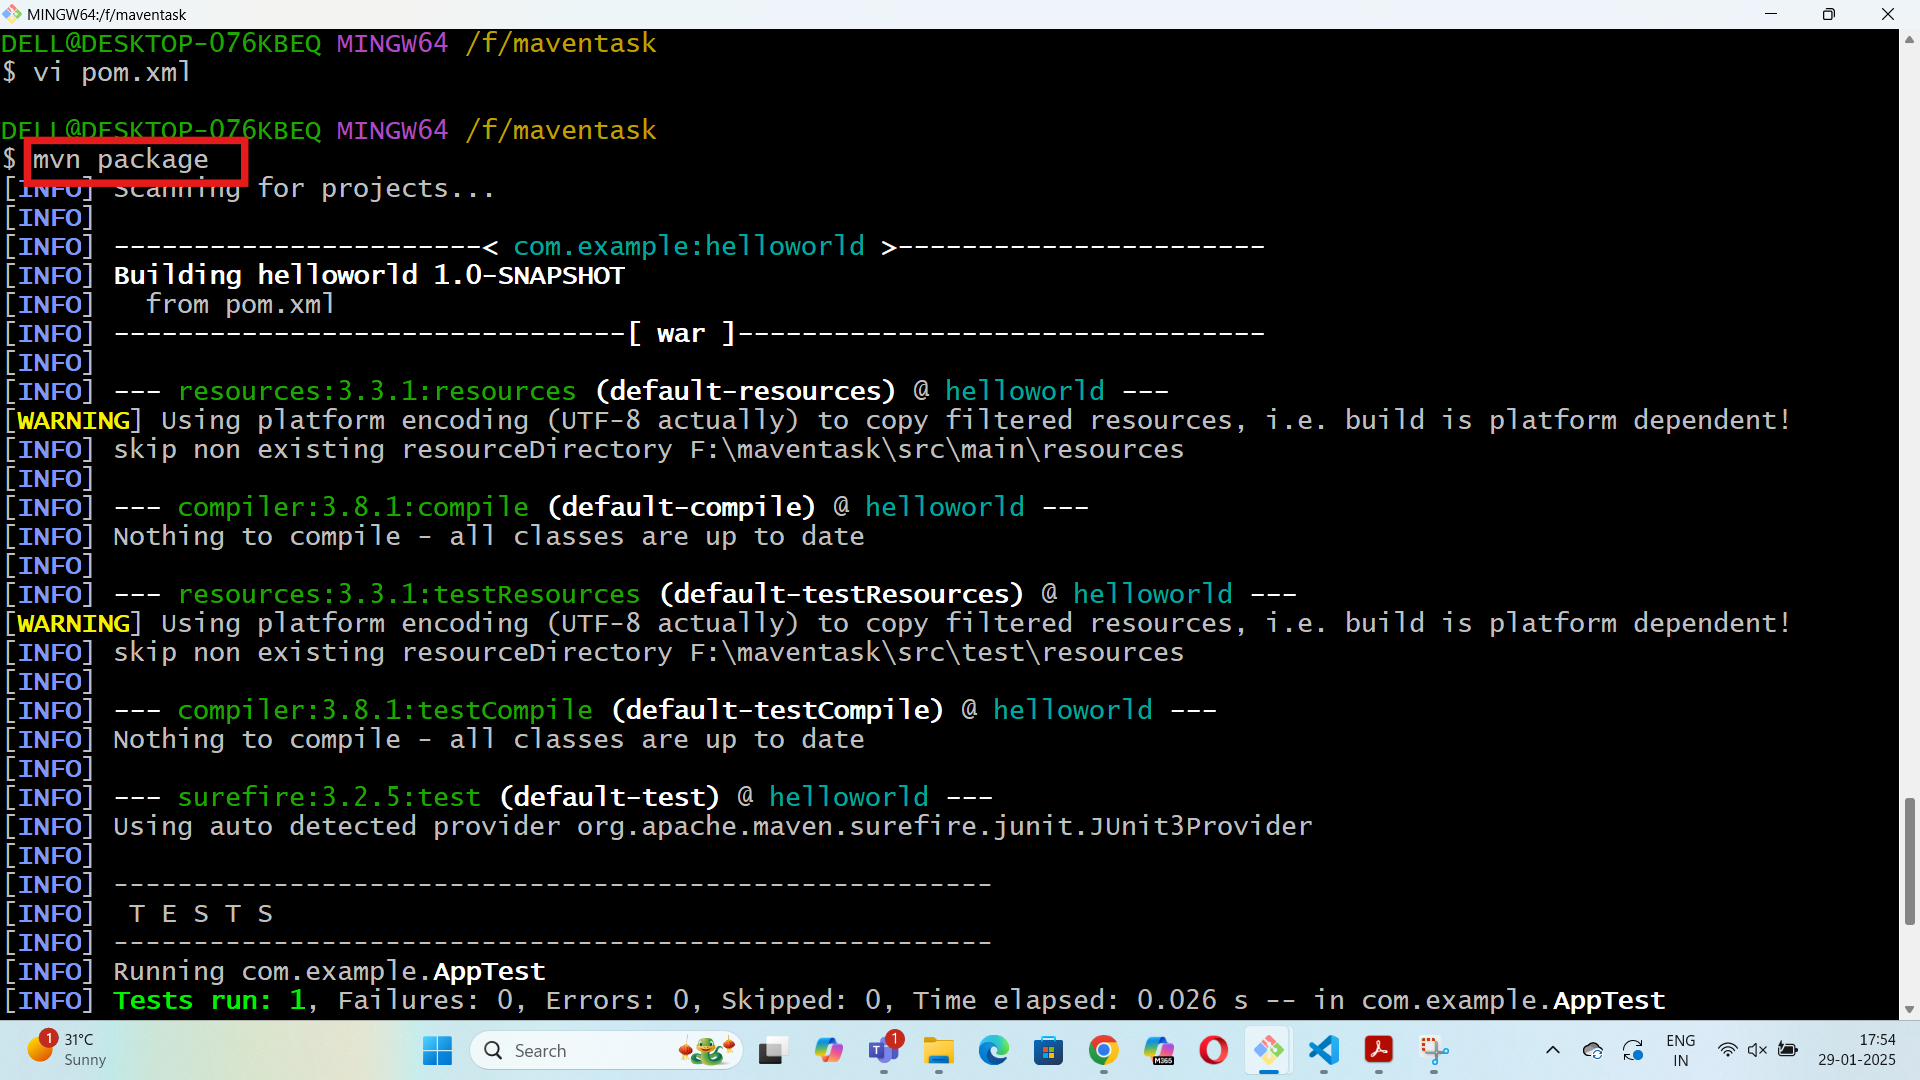 MINGW64:/f/maventask
DELL@DESKTOP-076KBEQ MINGW64 /f/maventask
$ vi pom.xml
DELL@DESKTOP-076KBEQ MINGW64 /f/maventask
$ mvn package
[INFO] Scanning for projects...
[INFO]
[INFO] -----------------------< com.example:helloworld >-----------------------
[INFO] Building helloworld 1.0-SNAPSHOT
[INFO]   from pom.xml
[INFO] --------------------------------[ war ]---------------------------------
[INFO]
[INFO] --- resources:3.3.1:resources (default-resources) @ helloworld ---
[WARNING] Using platform encoding (UTF-8 actually) to copy filtered resources, i.e. build is platform dependent!
[INFO] skip non existing resourceDirectory F:\maventask\src\main\resources
[INFO]
[INFO] --- compiler:3.8.1:compile (default-compile) @ helloworld ---
[INFO] Nothing to compile - all classes are up to date
[INFO]
[INFO] --- resources:3.3.1:testResources (default-testResources) @ helloworld ---
[WARNING] Using platform encoding (UTF-8 actually) to copy filtered resources, i.e. build is platform dependent!
[INFO] skip non existing resourceDirectory F:\maventask\src\test\resources
[INFO]
[INFO] --- compiler:3.8.1:testCompile (default-testCompile) @ helloworld ---
[INFO] Nothing to compile - all classes are up to date
[INFO]
[INFO] --- surefire:3.2.5:test (default-test) @ helloworld ---
[INFO] Using auto detected provider org.apache.maven.surefire.junit.JUnit3Provider
[INFO]
[INFO] -------------------------------------------------------
[INFO]  T E S T S
[INFO] -------------------------------------------------------
[INFO] Running com.example.AppTest
[INFO] Tests run: 1, Failures: 0, Errors: 0, Skipped: 0, Time elapsed: 0.026 s -- in com.example.AppTest
1
31°C
Sunny
Search
1
M365
ENG
IN
17:54
29-01-2025